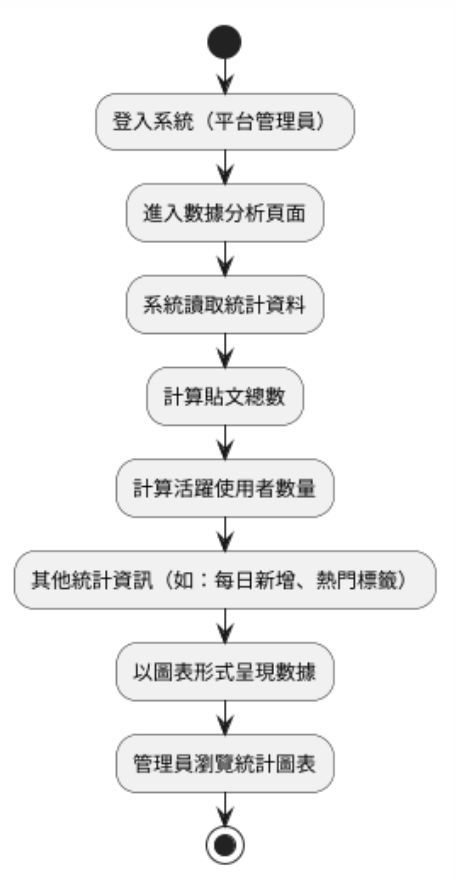 登入系統（平台管理員）
進入數據分析頁面
系統讀取統計資料
計算貼文總數
計算活躍使用者數量
其他統計資訊（如：每日新增、熱門標籤）
以圖表形式呈現數據
管理員瀏覽統計圖表